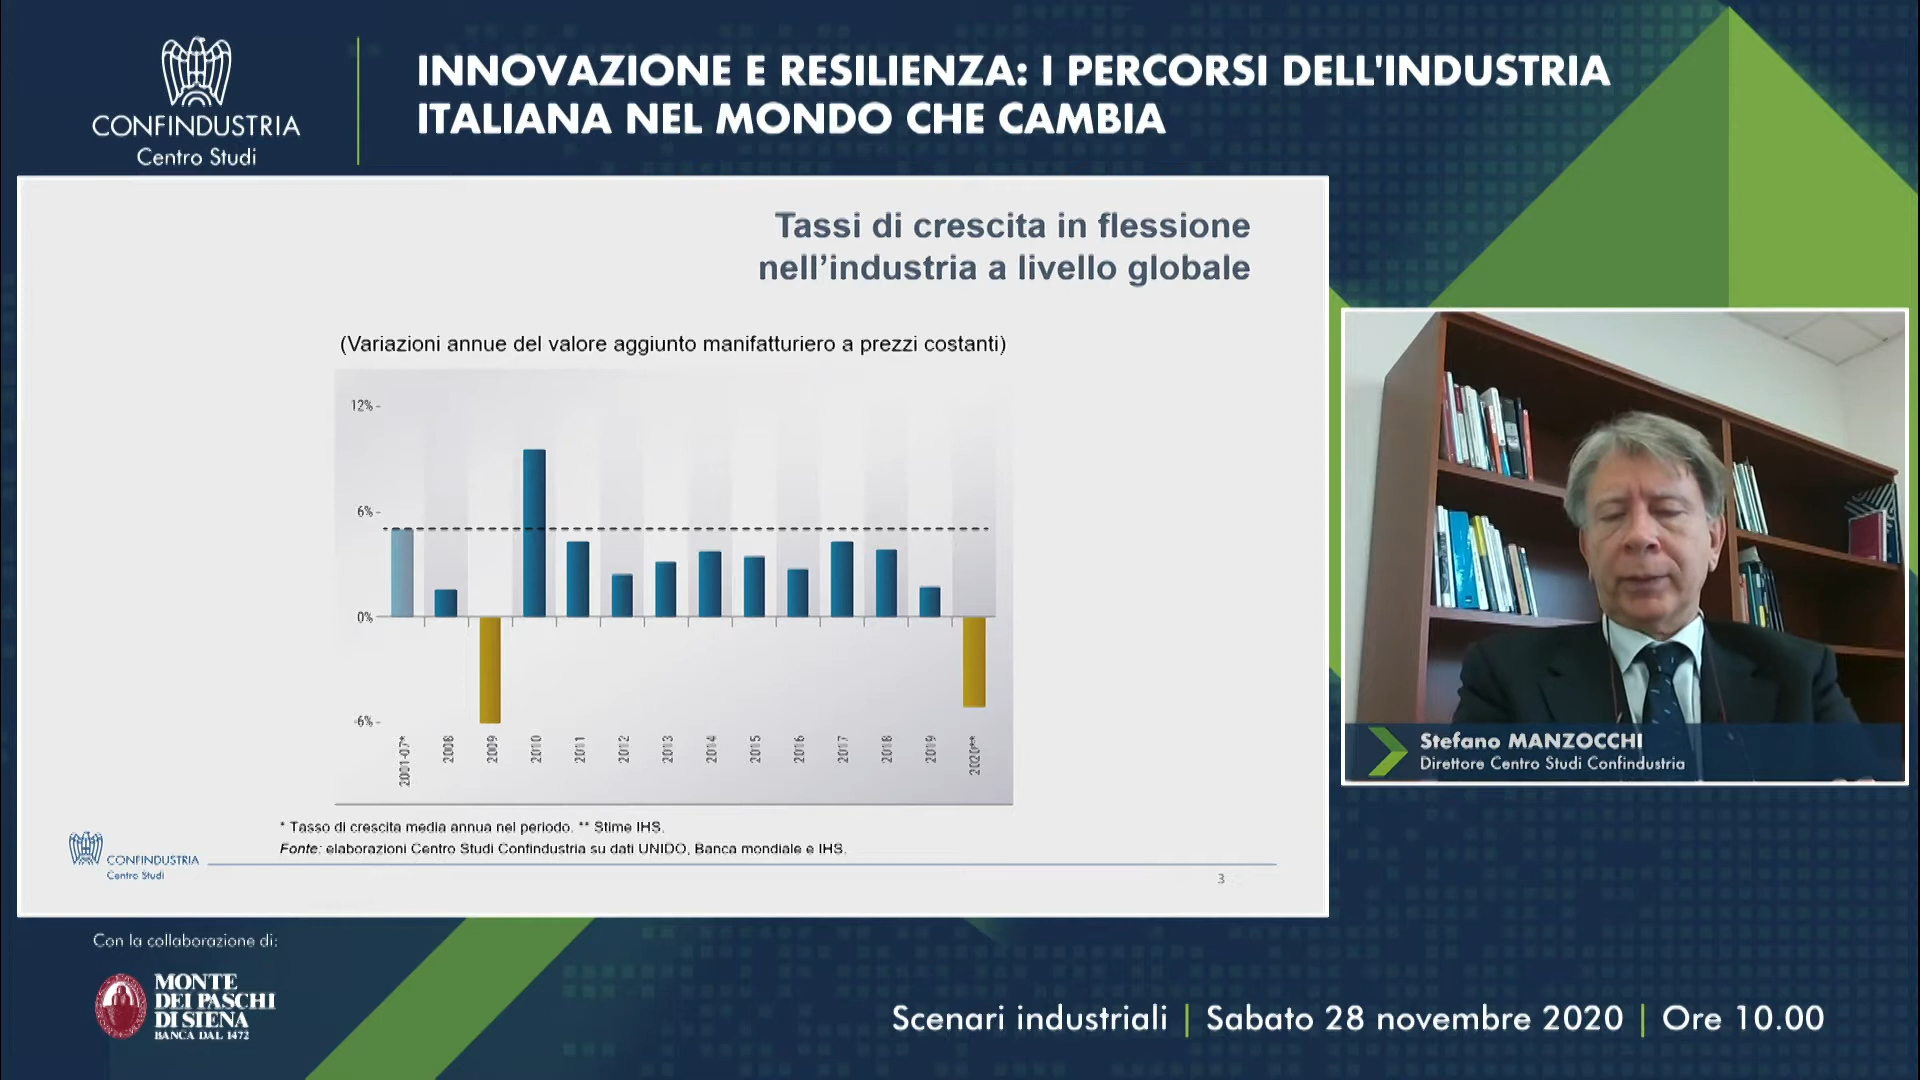 CONFINDUSTRIA
Centro Studi
INNOVAZIONE E RESILIENZA: I PERCORSI DELL'INDUSTRIA
ITALIANA NEL MONDO CHE CAMBIA
Tassi di crescita in flessione
nell’industria a livello globale
(Variazioni annue del valore aggiunto manifatturiero a prezzi costanti)
12%
6%
0%
-6%
2001-07*
2008
2009
2010
2011
2012
2013
2014
2015
2016
2017
2018
2019
2020**
* Tasso di crescita media annua nel periodo. ** Stime IHS.
Fonte: elaborazioni Centro Studi Confindustria su dati UNIDO, Banca mondiale e IHS.
CONFINDUSTRIA
Centro Studi
3
Stefano MANZOCCHI
Direttore Centro Studi Confindustria
Con la collaborazione di:
MONTE
DEI PASCHI
DI SIENA
BANCA DAL 1472
Scenari industriali | Sabato 28 novembre 2020 | Ore 10.00